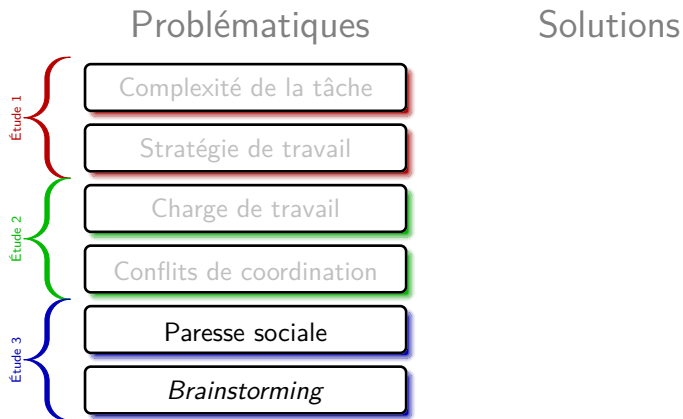 Problématiques
Solutions
Étude 1
Complexité de la tâche
Stratégie de travail
Étude 2
Charge de travail
Conflits de coordination
Étude 3
Paresse sociale
Brainstorming